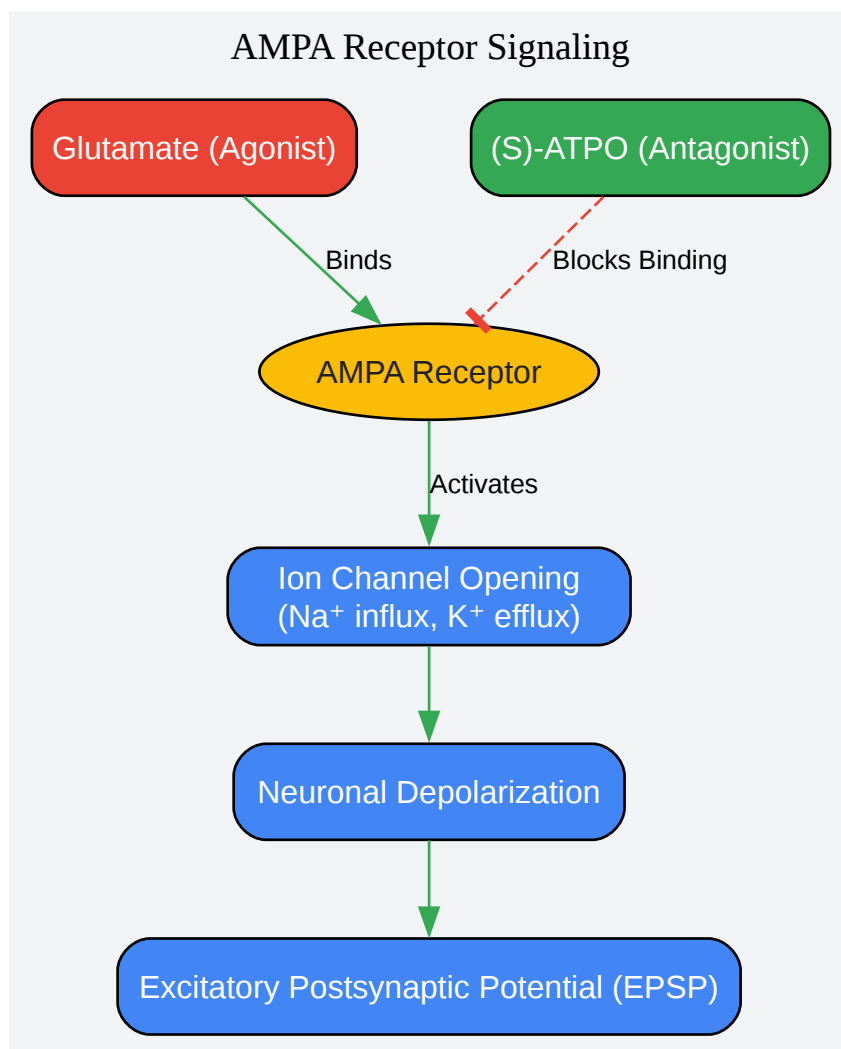 AMPA Receptor Signaling
Glutamate (Agonist)
(S)-ATPO (Antagonist)
Binds
Blocks Binding
AMPA Receptor
Activates
Ion Channel Opening
(Na⁺ influx, K⁺ efflux)
Neuronal Depolarization
Excitatory Postsynaptic Potential (EPSP)